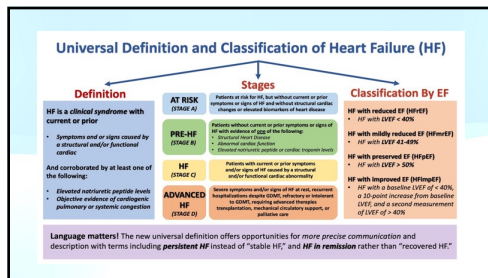 Universal Definition and Classification of Heart Failure (HF)
Definition
HF is a clinical syndrome with
current or prior
• Symptoms and or signs caused by
a structural and/or functional
cardiac
And corroborated by at least one of
the following:
• Elevated natriuretic peptide levels
• Objective evidence of cardiogenic
pulmonary or systemic congestion
Stages
AT RISK
(STAGE A)
Patients at risk for HF, but without current or prior
symptoms or signs of HF and without structural cardiac
changes or elevated biomarkers of heart disease
PRE-HF
(STAGE B)
Patients without current or prior symptoms or signs of
HF with evidence of one of the following:
• Structural Heart Disease
• Abnormal cardiac function
• Elevated natriuretic peptide or cardiac troponin levels
HF
(STAGE C)
Patients with current or prior symptoms
and/or signs of HF caused by a
structural and/or functional cardiac abnormality
ADVANCED
HF
(STAGE D)
Severe symptoms and/or signs of HF at rest, recurrent
hospitalizations despite GDMT, refractory or intolerant
to GDMT, requiring advanced therapies
transplantation, mechanical circulatory support, or
palliative care
Classification By EF
HF with reduced EF (HFrEF)
• HF with LVEF < 40%
HF with mildly reduced EF (HFmrEF)
• HF with LVEF 41-49%
HF with preserved EF (HFpEF)
• HF with LVEF > 50%
HF with improved EF (HFimpEF)
• HF with a baseline LVEF of < 40%,
a 10-point increase from baseline
LVEF, and a second measurement
of LVEF of > 40%
Language matters! The new universal definition offers opportunity for more precise communication and
description with terms including persistent HF instead of "stable HF," and HF in remission rather than "recovered HF."